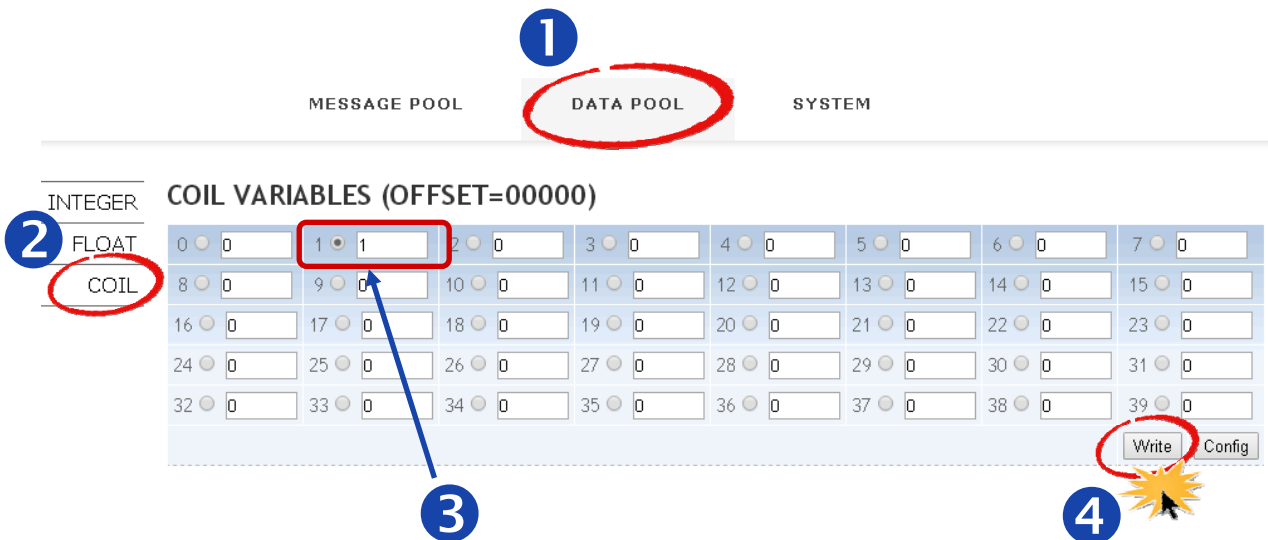 1
MESSAGE POOL DATA POOL SYSTEM
INTEGER
COIL VARIABLES (OFFSET=00000)
2
FLOAT
COIL
0 0 1 1 2 0 3 0 4 0 5 0 6 0 7 0
8 0 9 0 10 0 11 0 12 0 13 0 14 0 15 0
16 0 17 0 18 0 19 0 20 0 21 0 22 0 23 0
24 0 25 0 26 0 27 0 28 0 29 0 30 0 31 0
32 0 33 0 34 0 35 0 36 0 37 0 38 0 39 0
Write Config
3
4